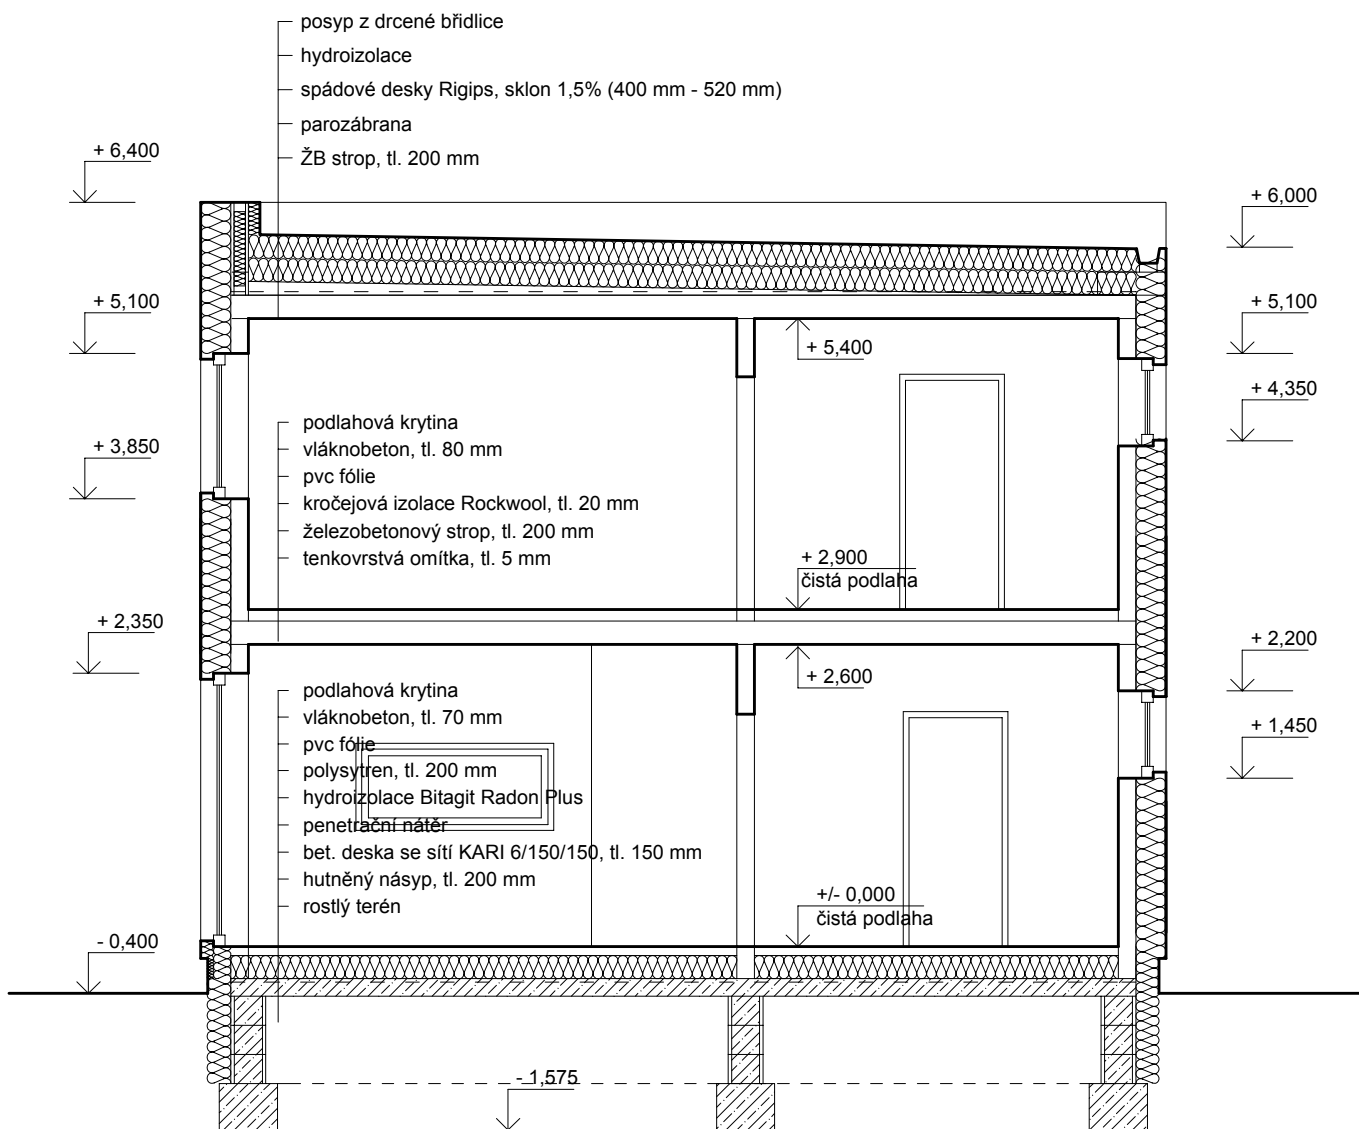 posyp z drcené břidlice
hydroizolace
spádové desky Rigips, sklon 1,5% (400 mm - 520 mm)
parozábrana
ŽB strop, tl. 200 mm
+ 6,400
+ 6,000
+ 5,100
+ 5,100
+ 5,400
+ 4,350
+ 3,850
podlahová krytina
vláknobeton, tl. 80 mm
pvc fólie
kročejová izolace Rockwool, tl. 20 mm
železobetonový strop, tl. 200 mm
tenkovrstvá omítka, tl. 5 mm
+ 2,900
čistá podlaha
+ 2,350
+ 2,200
+ 2,600
+ 1,450
podlahová krytina
vláknobeton, tl. 70 mm
pvc fólie
polysytren, tl. 200 mm
hydroizolace Bitagit Radon Plus
penetrační nátěr
bet. deska se sítí KARI 6/150/150, tl. 150 mm
hutněný násyp, tl. 200 mm
rostlý terén
+/- 0,000
čistá podlaha
- 0,400
- 1,575